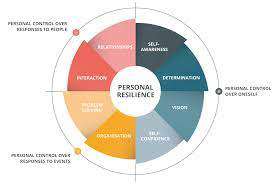 PERSONAL CONTROL OVER
RESPONSES TO PEOPLE
RELATIONSHIPS
SELF-
AWARENESS
INTERACTION
DETERMINATION
PERSONAL
RESILIENCE
PERSONAL CONTROL
OVER ONESELF
PROBLEM
SOLVING
VISION
ORGANISATION
SELF-
CONFIDENCE
PERSONAL CONTROL OVER
RESPONSES TO EVENTS